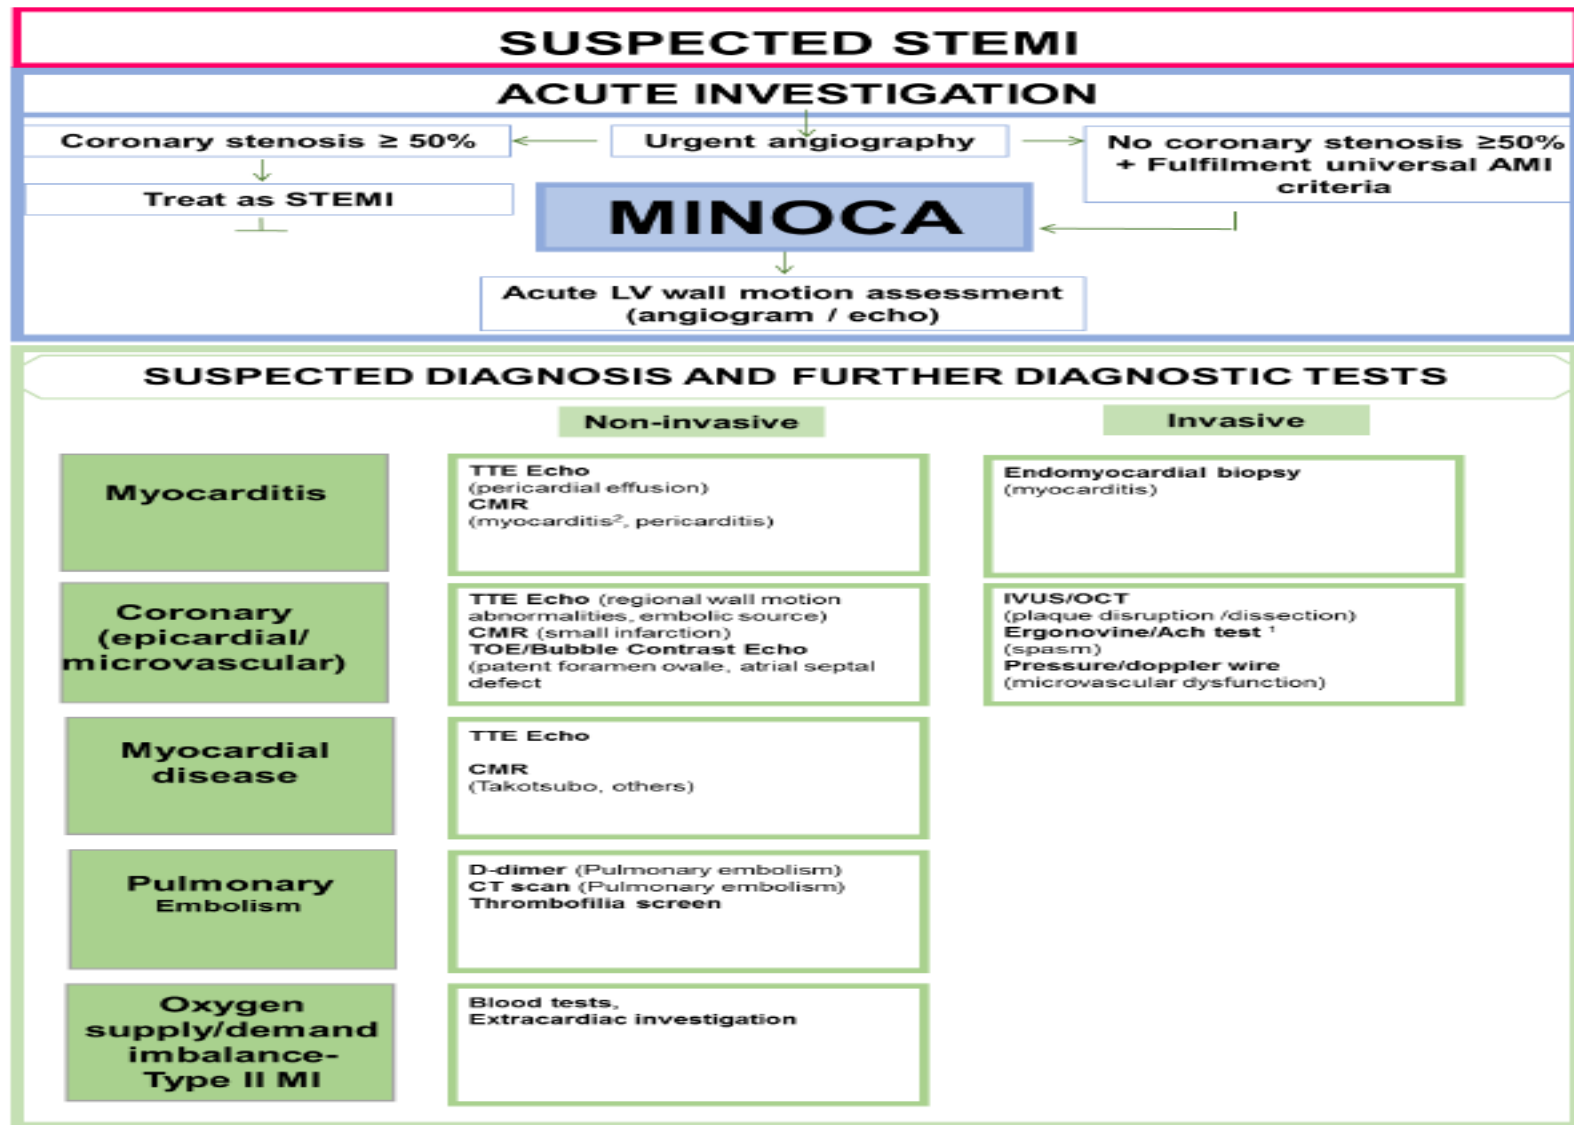 SUSPECTED STEMI
ACUTE INVESTIGATION
Coronary stenosis ≥ 50%
Urgent angiography
No coronary stenosis ≥50%
+ Fulfilment universal AMI
criteria
Treat as STEMI
MINOCA
Acute LV wall motion assessment
(angiogram / echo)
SUSPECTED DIAGNOSIS AND FURTHER DIAGNOSTIC TESTS
Non-invasive
Invasive
Myocarditis
TTE Echo
(pericardial effusion)
CMR
(myocarditis², pericarditis)
Endomyocardial biopsy
(myocarditis)
Coronary
(epicardial/
microvascular)
TTE Echo (regional wall motion
abnormalities, embolic source)
CMR (small infarction)
TOE/Bubble Contrast Echo
(patent foramen ovale, atrial septal
defect
IVUS/OCT
(plaque disruption /dissection)
Ergonovine/Ach test ¹
(spasm)
Pressure/doppler wire
(microvascular dysfunction)
Myocardial
disease
TTE Echo
CMR
(Takotsubo, others)
Pulmonary
Embolism
D-dimer (Pulmonary embolism)
CT scan (Pulmonary embolism)
Thrombofilia screen
Oxygen
supply/demand
imbalance-
Type II MI
Blood tests,
Extracardiac investigation